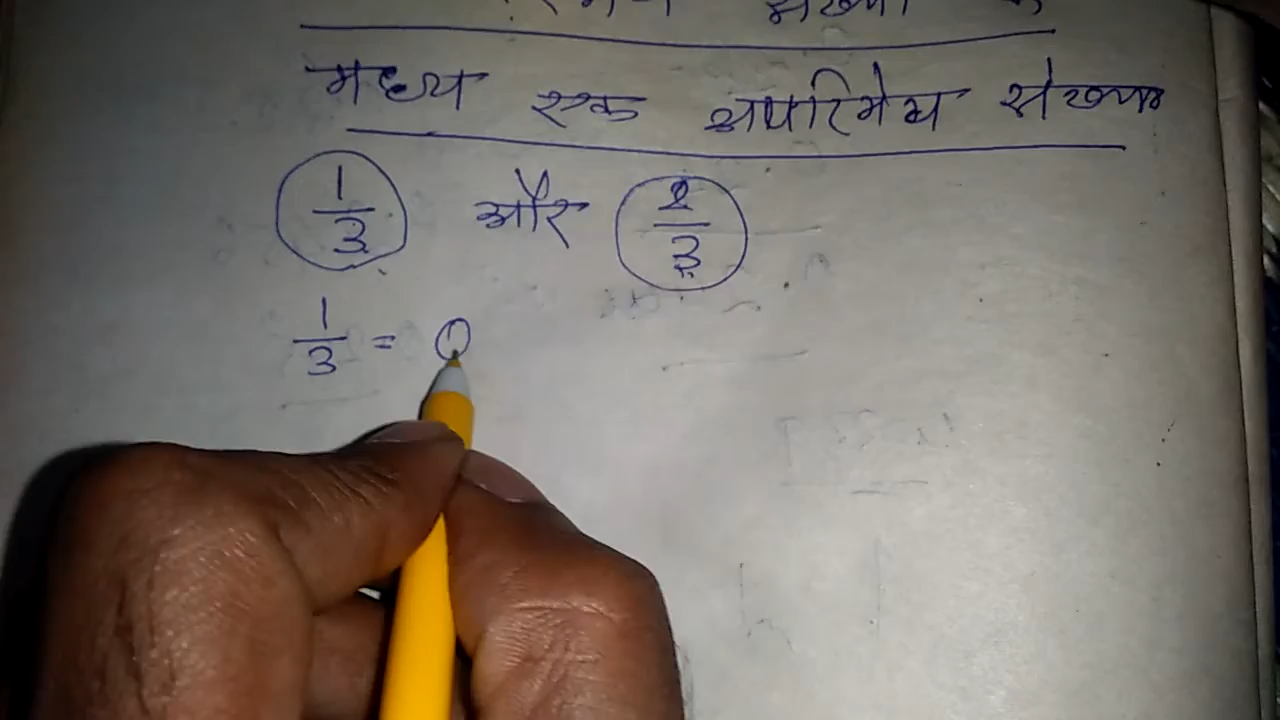 संख्या
मध्य एक अपरिमेय संख्या
1/3 और 2/3
1/3 = 0